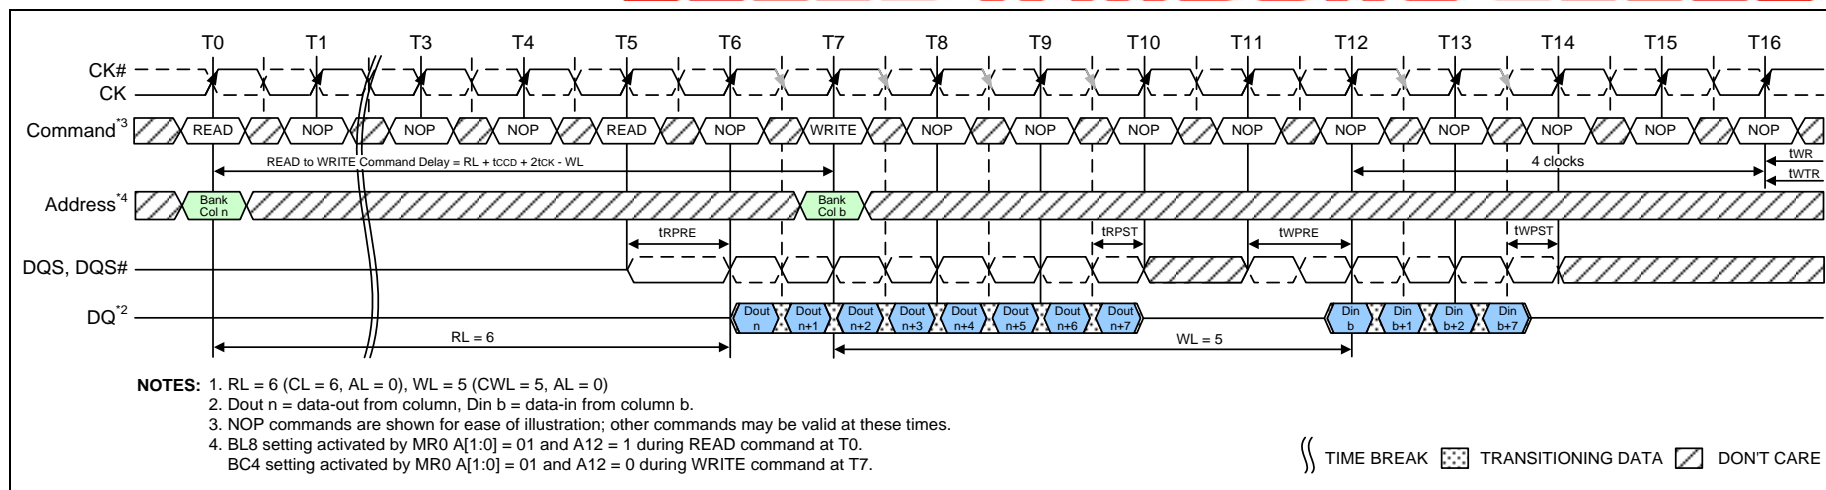 T0 T1 T3 T4 T5 T6 T7 T8 T9 T10 T11 T12 T13 T14 T15 T16
CK#
CK
Command*3 READ NOP NOP NOP READ NOP WRITE NOP NOP NOP NOP NOP NOP NOP NOP NOP
READ to WRITE Command Delay = RL + tCCD + 2tCK - WL
4 clocks
tWR
tWTR
Address*4
Bank
Col n
Bank
Col b
tRPRE tRPST tWPRE tWPST
DQS, DQS#
DQ*2
Dout
n
Dout
n+1
Dout
n+2
Dout
n+3
Dout
n+4
Dout
n+5
Dout
n+6
Dout
n+7
Din
b
Din
b+1
Din
b+2
Din
b+7
RL = 6
WL = 5
NOTES: 1. RL = 6 (CL = 6, AL = 0), WL = 5 (CWL = 5, AL = 0)
2. Dout n = data-out from column, Din b = data-in from column b.
3. NOP commands are shown for ease of illustration; other commands may be valid at these times.
4. BL8 setting activated by MR0 A[1:0] = 01 and A12 = 1 during READ command at T0.
BC4 setting activated by MR0 A[1:0] = 01 and A12 = 0 during WRITE command at T7.
TIME BREAK TRANSITIONING DATA DON'T CARE